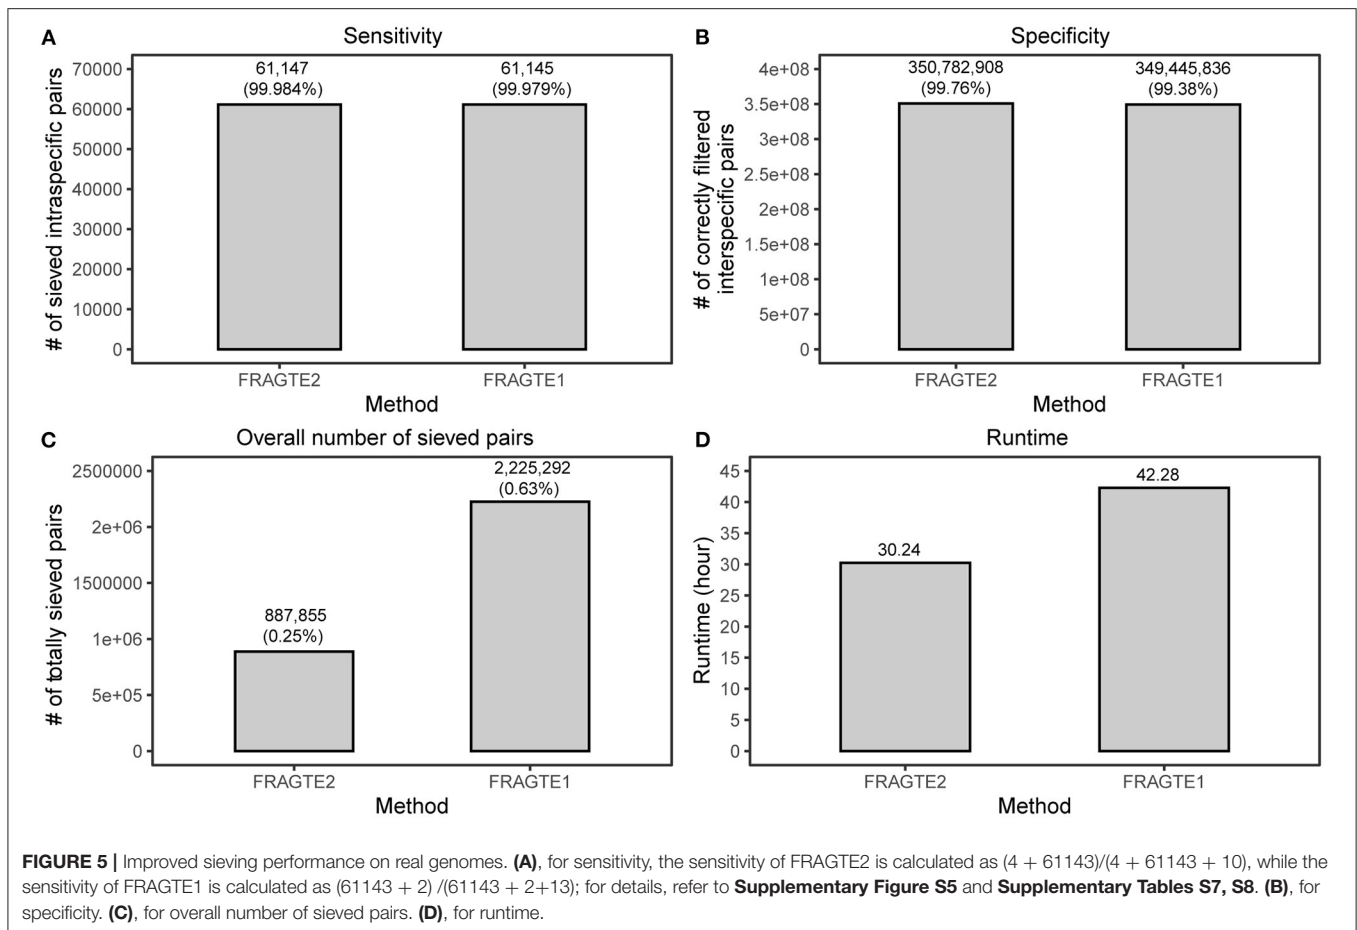 A
Sensitivity
# of sieved intraspecific pairs
70000
60000
50000
40000
30000
20000
10000
0
61,147
(99.984%)
61,145
(99.979%)
FRAGTE2
FRAGTE1
Method
B
Specificity
# of correctly filtered
interspecific pairs
4e+08
3.5e+08
3e+08
2.5e+08
2e+08
1.5e+08
1e+08
5e+07
0
350,782,908
(99.76%)
349,445,836
(99.38%)
FRAGTE2
FRAGTE1
Method
C
Overall number of sieved pairs
# of totally sieved pairs
2500000
2e+06
1500000
1e+06
5e+05
0
887,855
(0.25%)
2,225,292
(0.63%)
FRAGTE2
FRAGTE1
Method
D
Runtime
Runtime (hour)
45
40
35
30
25
20
15
10
5
0
30.24
42.28
FRAGTE2
FRAGTE1
Method
FIGURE 5 | Improved sieving performance on real genomes. (A), for sensitivity, the sensitivity of FRAGTE2 is calculated as (4 + 61143)/(4 + 61143 + 10), while the
sensitivity of FRAGTE1 is calculated as (61143 + 2) /(61143 + 2+13); for details, refer to Supplementary Figure S5 and Supplementary Tables S7, S8. (B), for
specificity. (C), for overall number of sieved pairs. (D), for runtime.